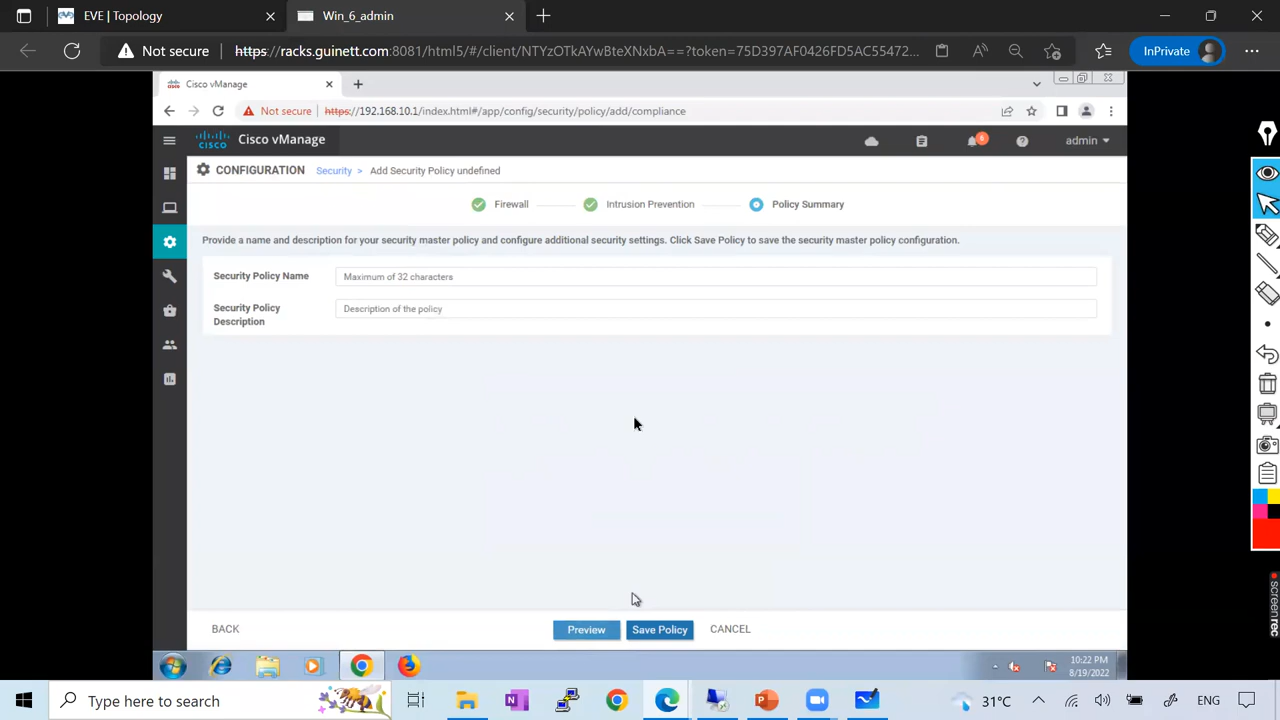 EVE | Topology
Win_6_admin
Not secure
https://racks.guinett.com:8081/html5/#/client/NTYzOTkAYwBteXNxbA==?token=75D397AF0426FD5AC55472...
InPrivate
Cisco vManage
Not secure
https://192.168.10.1/index.html#/app/config/security/policy/add/compliance
CISCO
Cisco vManage
6
admin
CONFIGURATION
Security > Add Security Policy undefined
Firewall
Intrusion Prevention
Policy Summary
Provide a name and description for your security master policy and configure additional security settings. Click Save Policy to save the security master policy configuration.
Security Policy Name
Maximum of 32 characters
Security Policy
Description
Description of the policy
BACK
Preview
Save Policy
CANCEL
screenrec
10:22 PM
8/19/2022
Type here to search
31°C
ENG